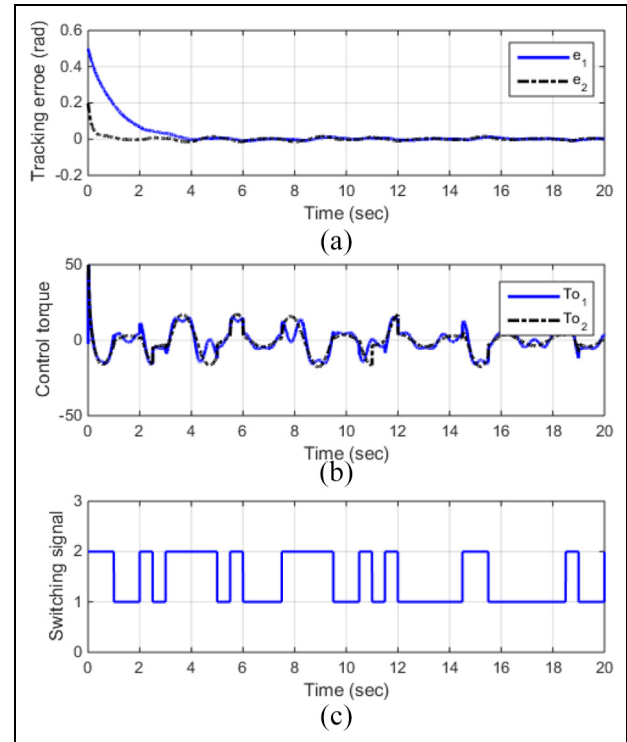 0.6
0.4
0.2
0
-0.2
Tracking erroe (rad)
e1
e2
0 2 4 6 8 10 12 14 16 18 20
Time (sec)
(a)
50
0
-50
Control torque
To1
To2
0 2 4 6 8 10 12 14 16 18 20
Time (sec)
(b)
3
2
1
0
Switching signal
0 2 4 6 8 10 12 14 16 18 20
Time (sec)
(c)